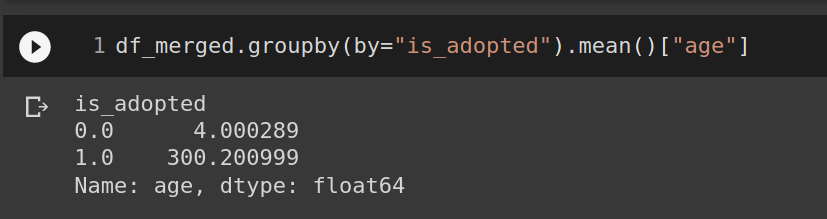 1 df_merged.groupby(by="is_adopted").mean()["age"]
is_adopted
0.0      4.000289
1.0    300.200999
Name: age, dtype: float64